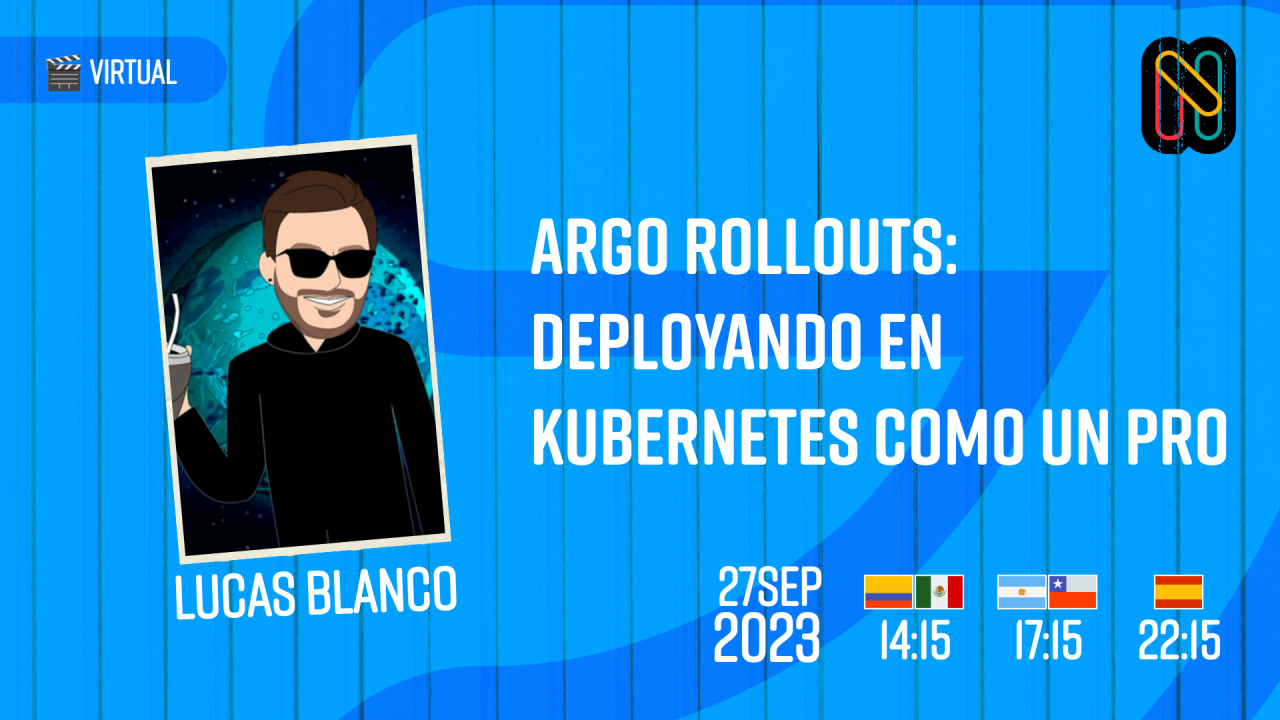 VIRTUAL
ARGO ROLLOUTS:
DEPLOYANDO EN
KUBERNETES COMO UN PRO
LUCAS BLANCO
27SEP
2023
14:15
17:15
22:15